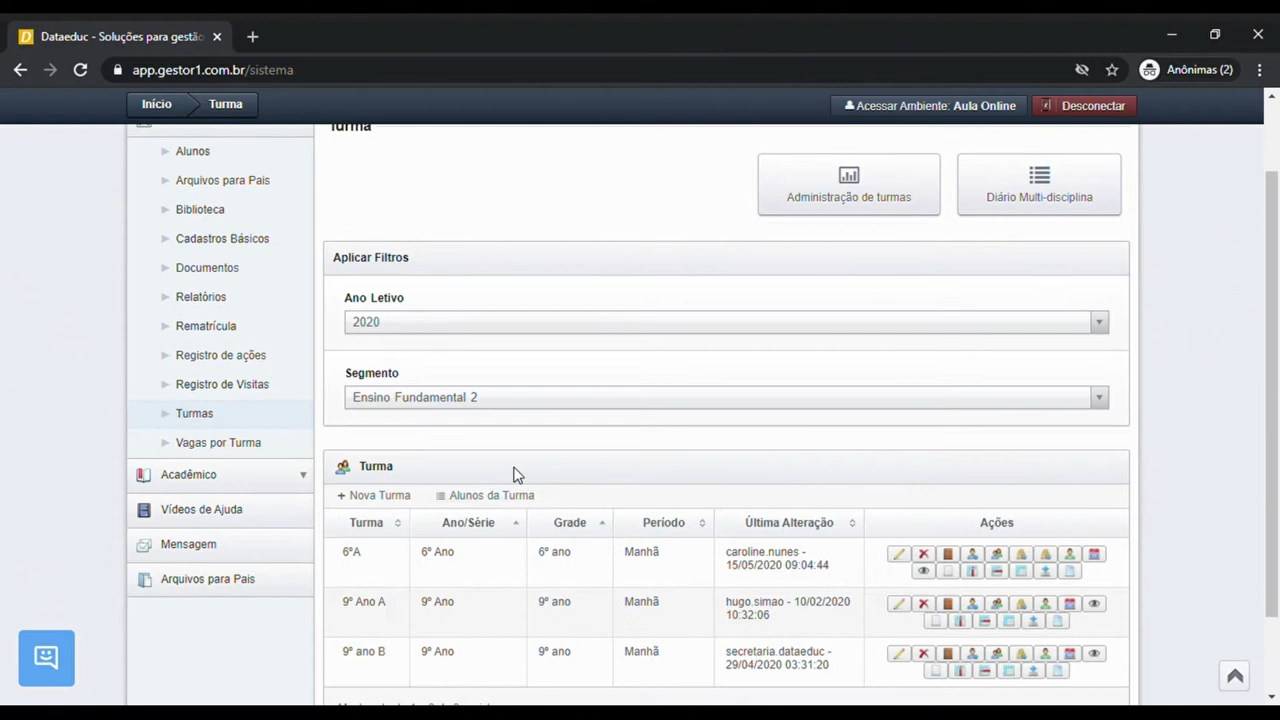 Dataeduc - Soluções para gestão
app.gestor1.com.br/sistema
Anônimas (2)
Início
Turma
Acessar Ambiente: Aula Online
Desconectar
Alunos
Arquivos para Pais
Biblioteca
Cadastros Básicos
Documentos
Relatórios
Rematrícula
Registro de ações
Registro de Visitas
Turmas
Vagas por Turma
Acadêmico
Vídeos de Ajuda
Mensagem
Arquivos para Pais
Turma
Administração de turmas
Diário Multi-disciplina
Aplicar Filtros
Ano Letivo
2020
Segmento
Ensino Fundamental 2
Turma
+ Nova Turma
Alunos da Turma
Turma Ano/Série Grade Período Última Alteração Ações
6ºA 6º Ano 6º ano Manhã caroline.nunes -
15/05/2020 09:04:44
9º Ano A 9º Ano 9º ano Manhã hugo.simao - 10/02/2020
10:32:06
9º ano B 9º Ano 9º ano Manhã secretaria.dataeduc -
29/04/2020 03:31:20